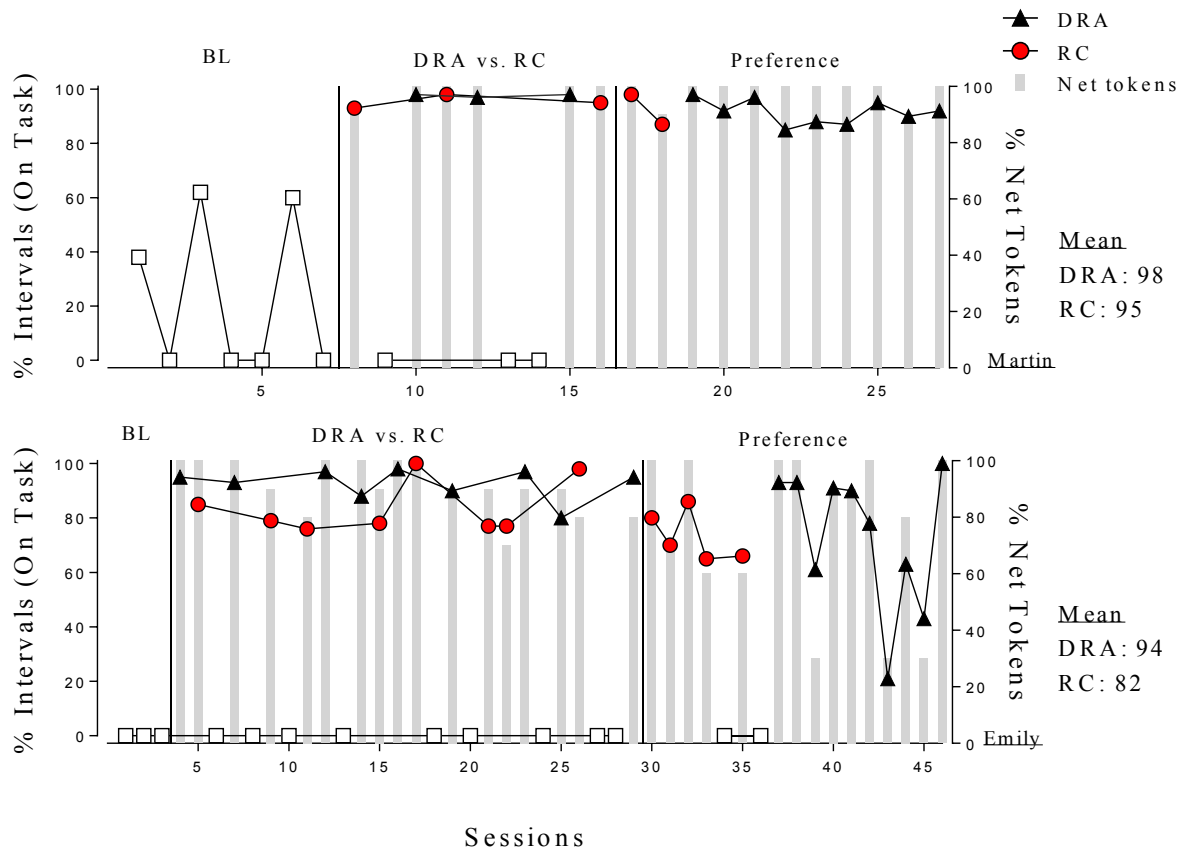 DRA
RC
Net tokens
BL
DRA vs. RC
Preference
% Intervals (On Task)
100
80
60
40
20
0
100
80
60
40
20
0
% Net Tokens
Mean
DRA: 98
RC: 95
Martin
5
10
15
20
25
BL
DRA vs. RC
Preference
% Intervals (On Task)
100
80
60
40
20
0
100
80
60
40
20
0
% Net Tokens
Mean
DRA: 94
RC: 82
Emily
5
10
15
20
25
30
35
40
45
Sessions